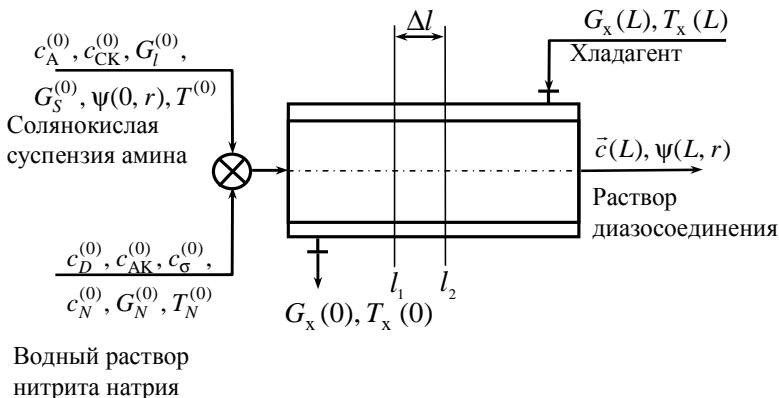 c_A^(0), c_CK^(0), G_l^(0),
G_S^(0), ψ(0, r), T^(0)
Солянокислая
суспензия амина
c_D^(0), c_AK^(0), c_σ^(0),
c_N^(0), G_N^(0), T_N^(0)
Водный раствор
нитрита натрия
Δl
l_1
l_2
G_x(0), T_x(0)
G_x(L), T_x(L)
Хладагент
c⃗(L), ψ(L, r)
Раствор
диазосоединения